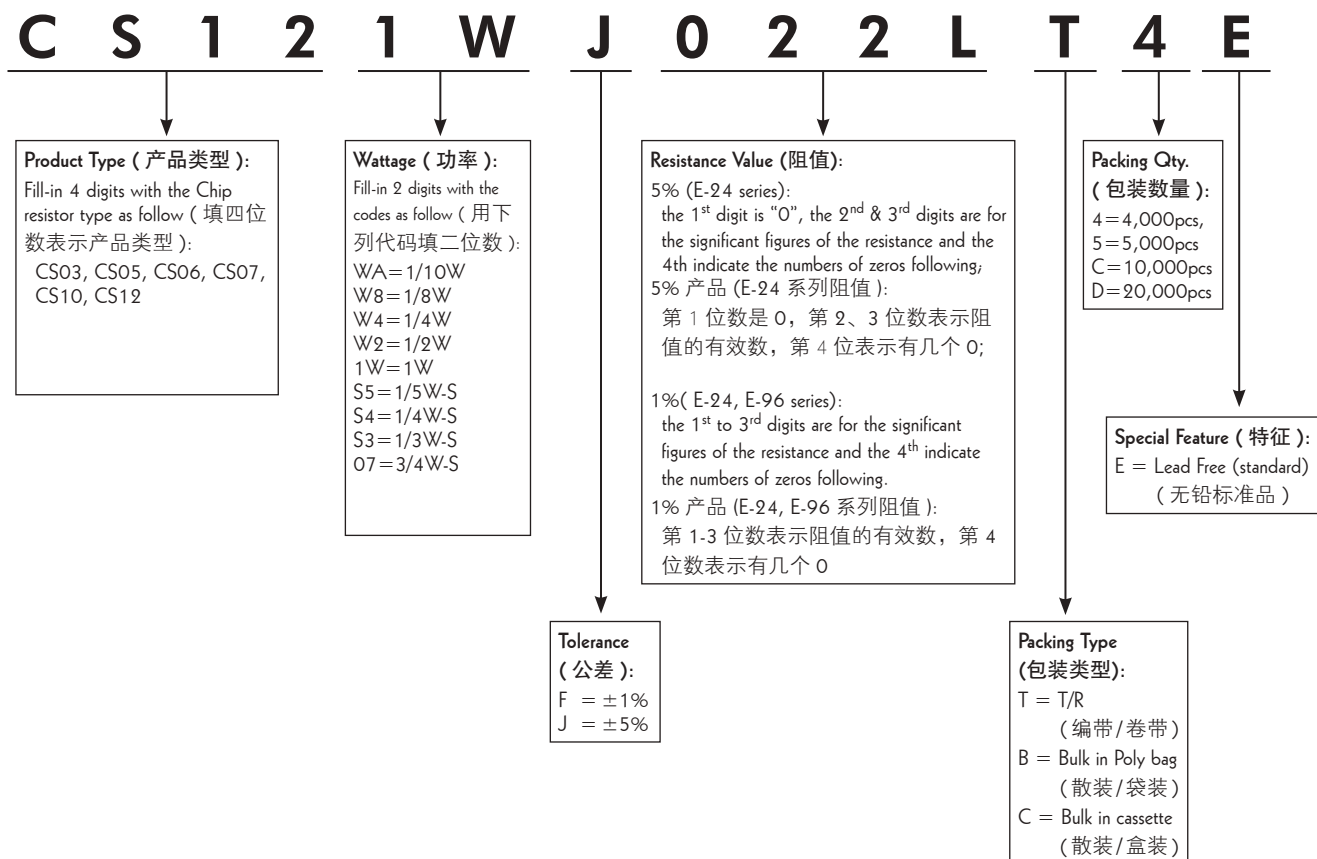 C S 1 2 1 W J 0 2 2 L T 4 E
Product Type ( 产品类型 ):
Fill-in 4 digits with the Chip
resistor type as follow ( 填四位
数表示产品类型 ):
CS03, CS05, CS06, CS07,
CS10, CS12
Wattage ( 功率 ):
Fill-in 2 digits with the
codes as follow ( 用下
列代码填二位数 ):
WA=1/10W
W8=1/8W
W4=1/4W
W2=1/2W
1W=1W
S5=1/5W-S
S4=1/4W-S
S3=1/3W-S
07=3/4W-S
Resistance Value (阻值):
5% (E-24 series):
the 1st digit is “0”, the 2nd & 3rd digits are for
the significant figures of the resistance and the
4th indicate the numbers of zeros following;
5% 产品 (E-24 系列阻值 ):
第 1 位数是 0，第 2、3 位数表示阻
值的有效数，第 4 位表示有几个 0;
1%( E-24, E-96 series):
the 1st to 3rd digits are for the significant
figures of the resistance and the 4th indicate
the numbers of zeros following.
1% 产品 (E-24, E-96 系列阻值 ):
第 1-3 位数表示阻值的有效数，第 4
位数表示有几个 0
Packing Qty.
( 包装数量 ):
4=4,000pcs,
5=5,000pcs
C=10,000pcs
D=20,000pcs
Special Feature ( 特征 ):
E = Lead Free (standard)
( 无铅标准品 )
Tolerance
( 公差 ):
F = ±1%
J = ±5%
Packing Type
(包装类型):
T = T/R
( 编带/卷带 )
B = Bulk in Poly bag
( 散装/袋装 )
C = Bulk in cassette
( 散装/盒装 )